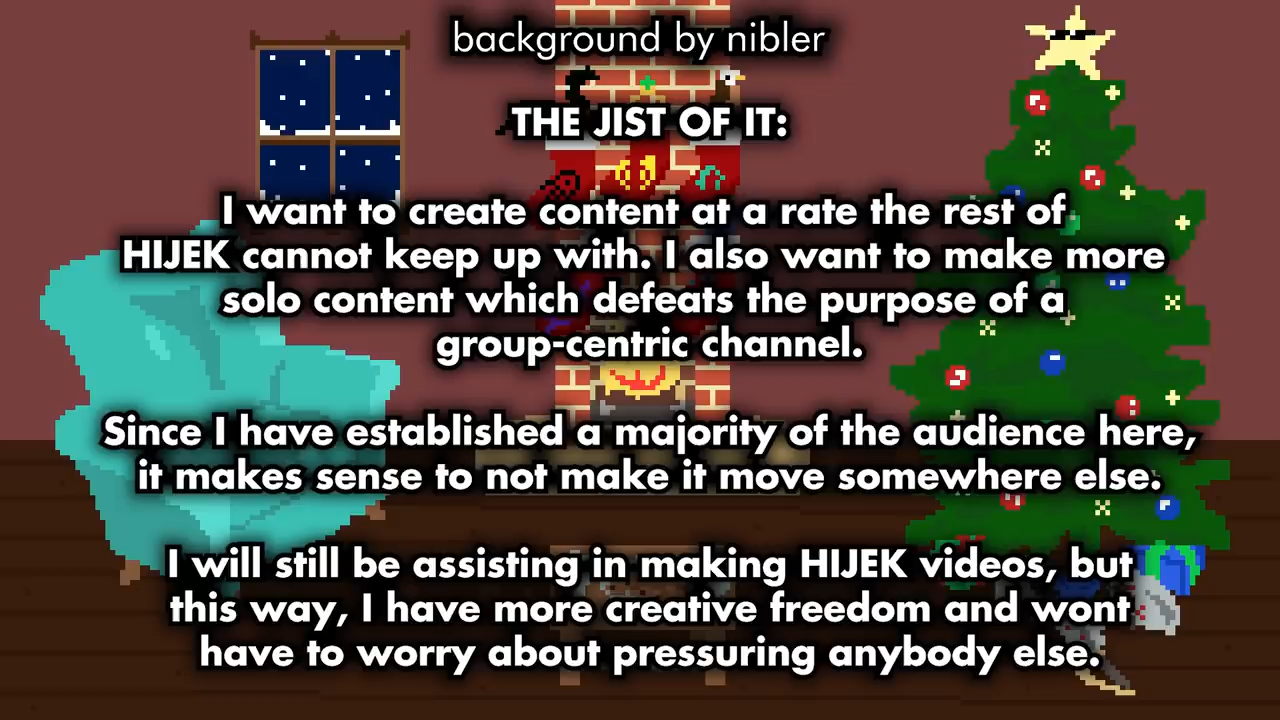 background by nibler
THE JIST OF IT:
I want to create content at a rate the rest of
HIJEK cannot keep up with. I also want to make more
solo content which defeats the purpose of a
group-centric channel.
Since I have established a majority of the audience here,
it makes sense to not make it move somewhere else.
I will still be assisting in making HIJEK videos, but
this way, I have more creative freedom and wont
have to worry about pressuring anybody else.